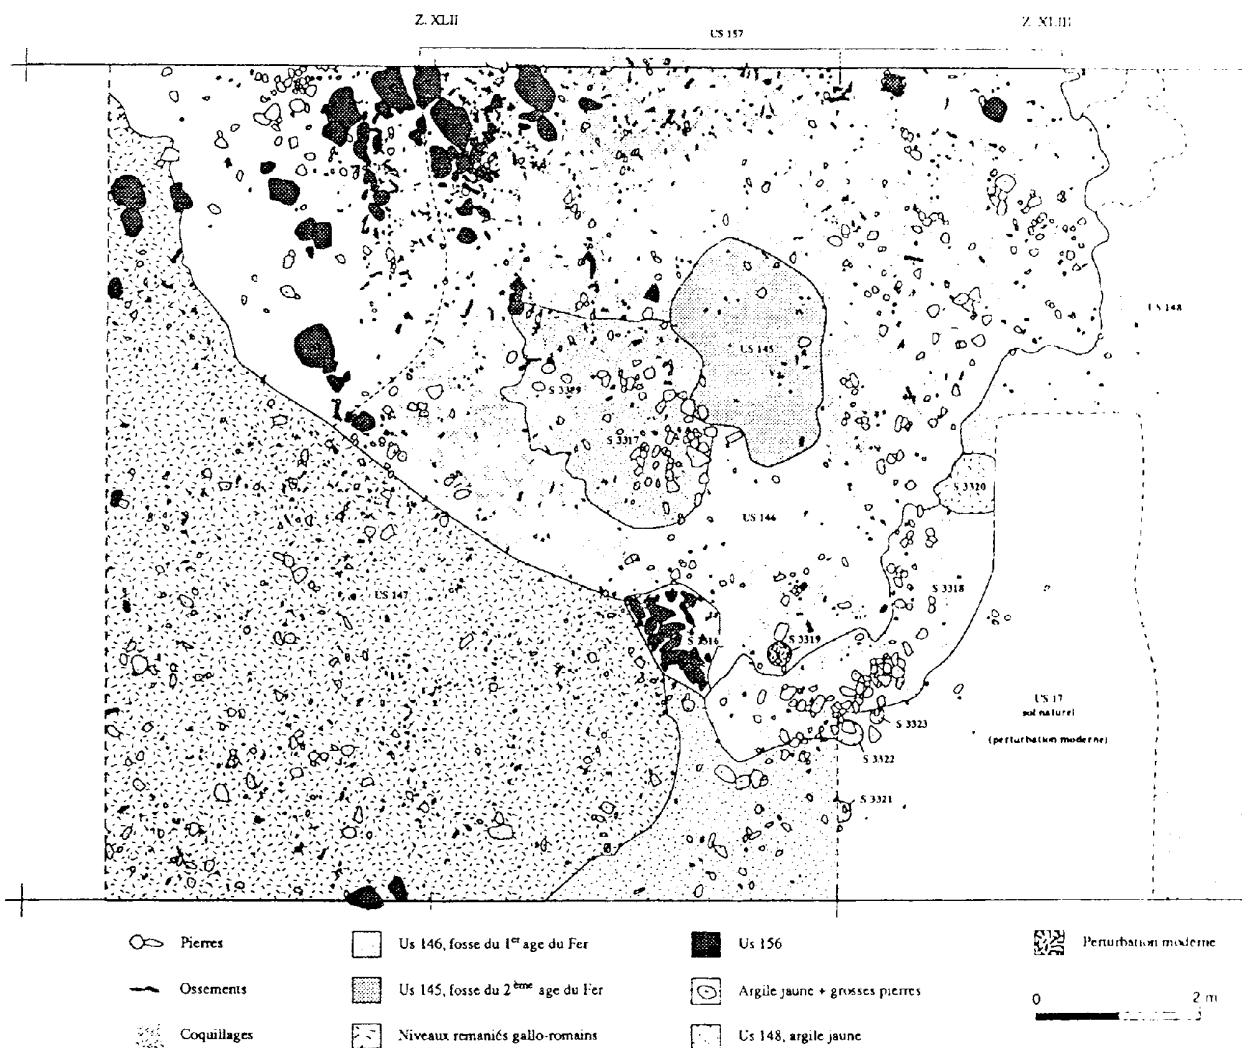 Z. XLII
Z. XLIII
US 157
US 148
US 145
S 3317
S 3320
US 146
US 147
S 3318
S 3319
US 17
sol naturel
(perturbation moderne)
S 3323
S 3322
S 3321
Pierres
Us 146, fosse du 1er age du Fer
Us 156
Perturbation moderne
Ossements
Us 145, fosse du 2ème age du Fer
Argile jaune + grosses pierres
0 2 m
Coquillages
Niveaux remaniés gallo-romains
Us 148, argile jaune